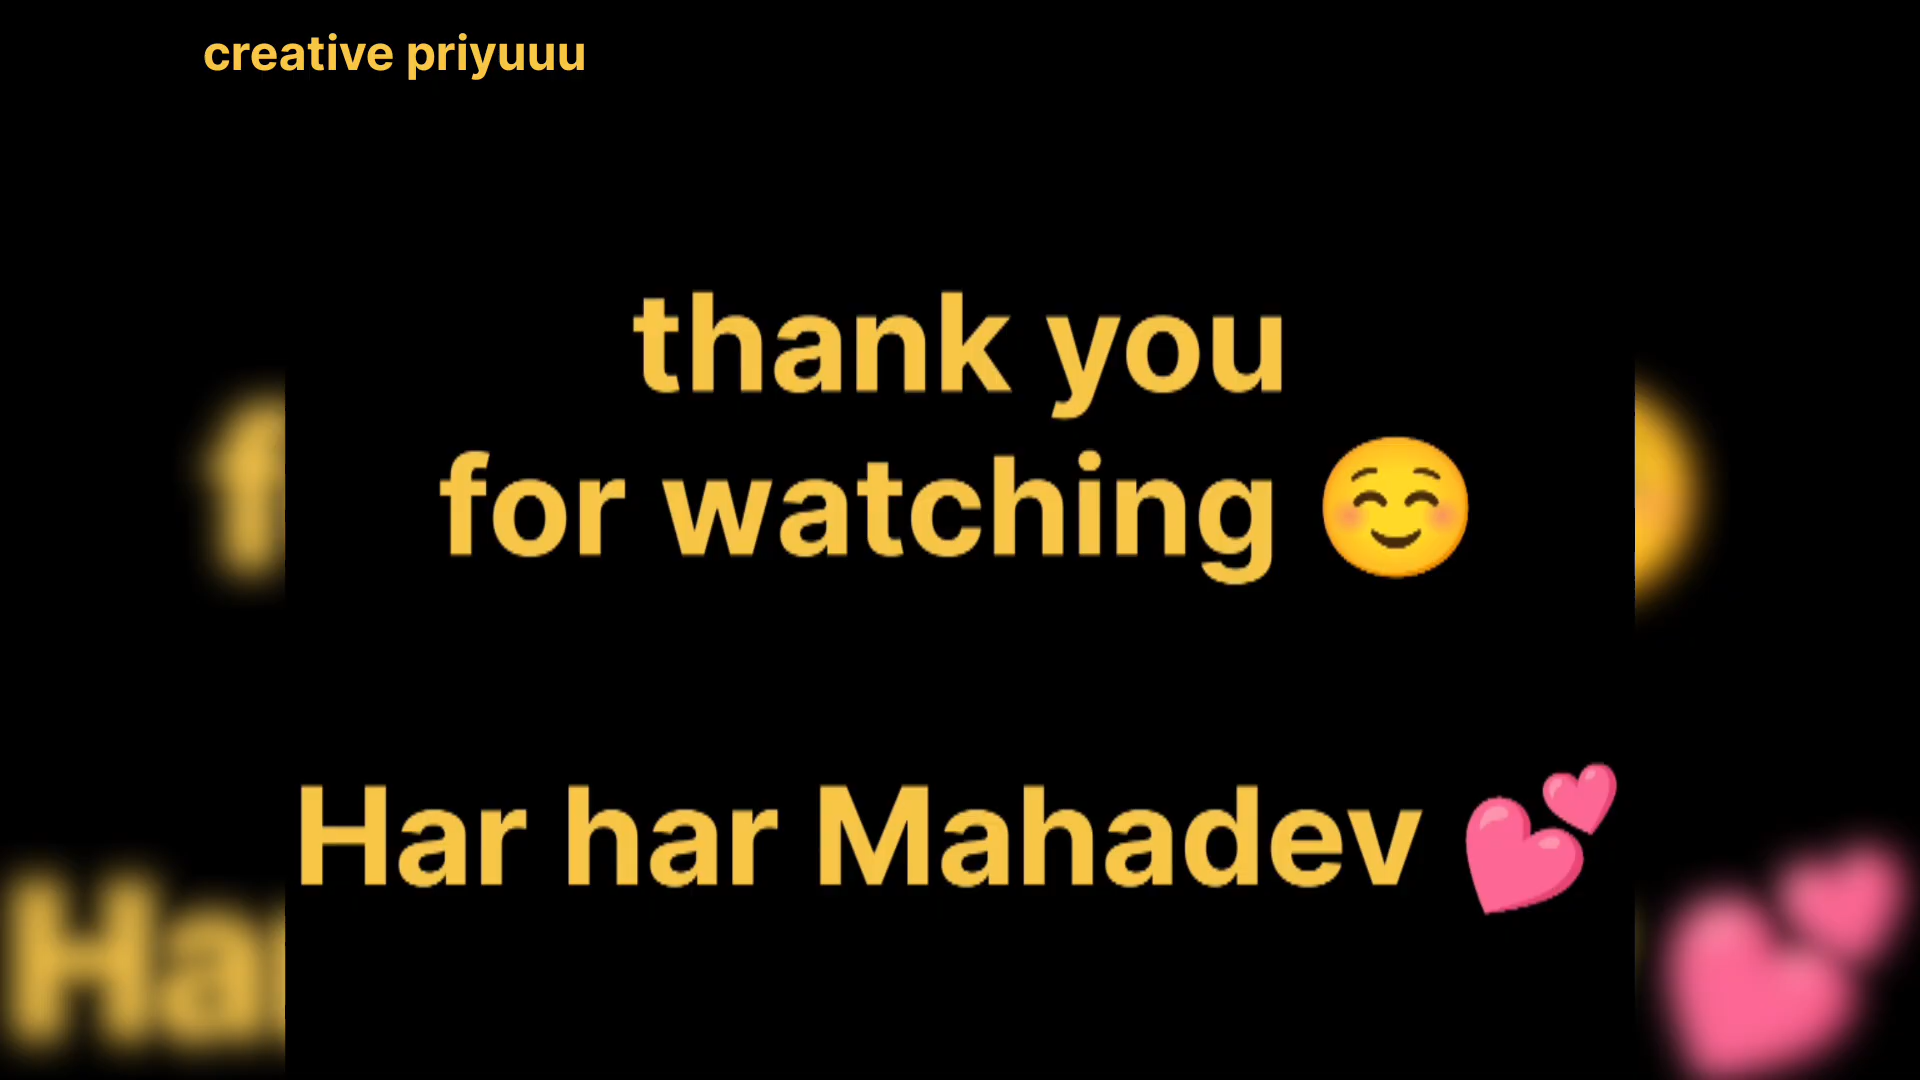 creative priyuuu
thank you
for watching ☺️
Har har Mahadev 💕